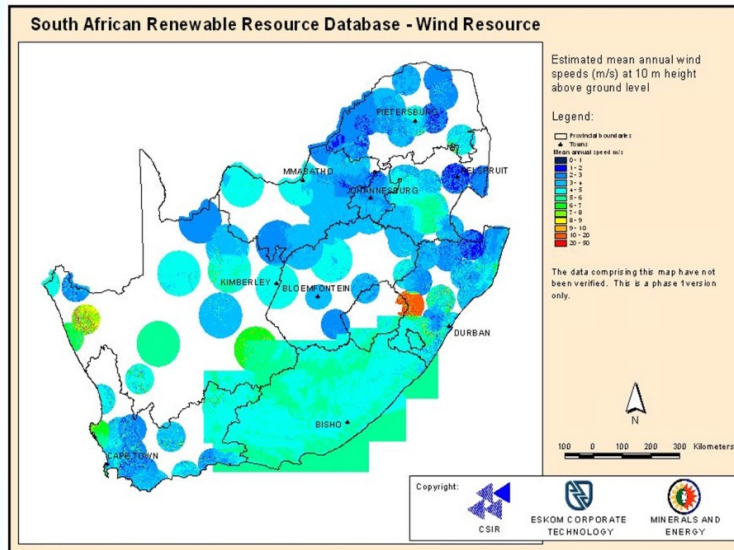 South African Renewable Resource Database - Wind Resource
Estimated mean annual wind
speeds (m/s) at 10 m height
above ground level
Legend:
Provincial boundaries
Towns
Mean annual speed m/s
0 - 1
1 - 2
2 - 3
3 - 4
4 - 5
5 - 6
6 - 7
7 - 8
8 - 9
9 - 10
10 - 20
20 - 50
The data comprising this map have not
been verified. This is a phase 1version
only.
PIETERSBURG
MMABATHO
NELSPRUIT
JOHANNESBURG
KIMBERLEY
BLOEMFONTEIN
DURBAN
BISHO
CAPE TOWN
N
100 0 100 200 300 Kilometers
Copyright:
CSIR
ESKOM CORPORATE
TECHNOLOGY
MINERALS AND
ENERGY